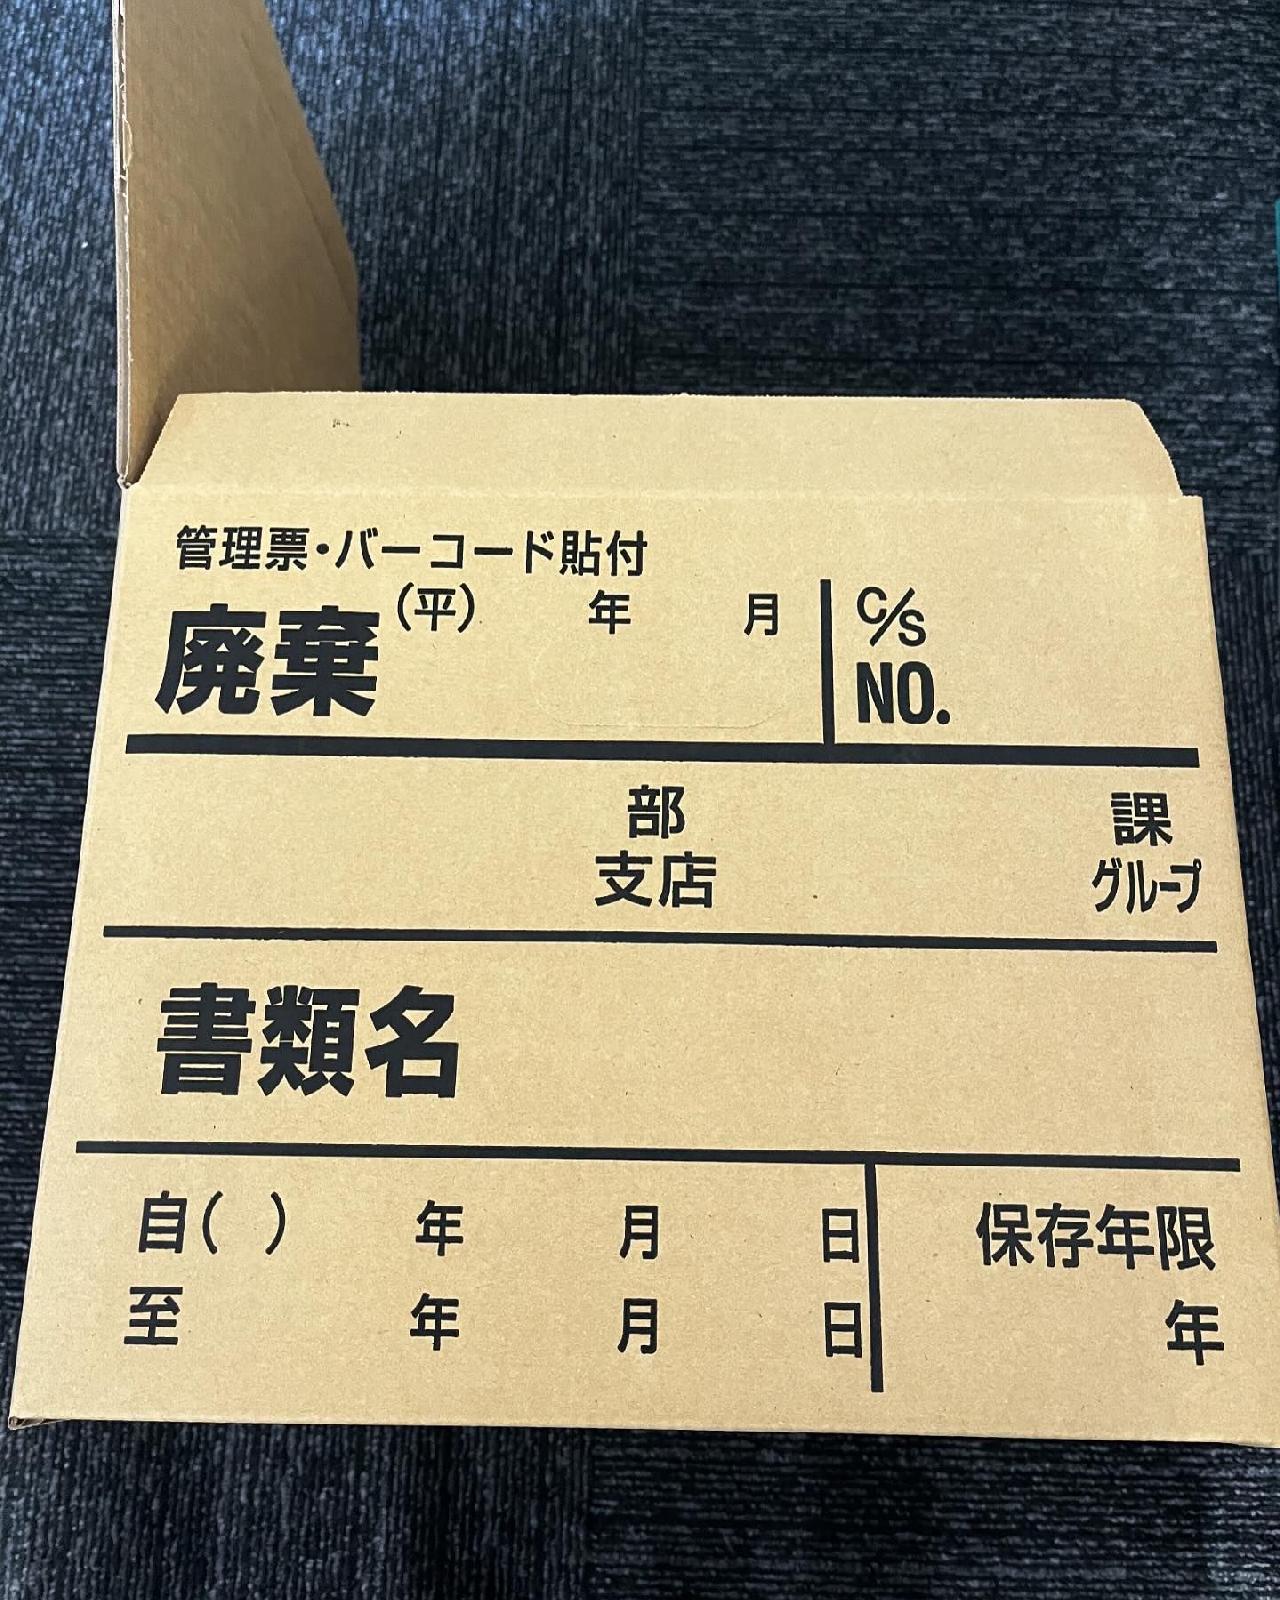 管理票・バーコード貼付
廃棄(平) 年 月
C/S
NO.
部 課
支店 グループ
書類名
自( ) 年 月 日
至 年 月 日
保存年限
年